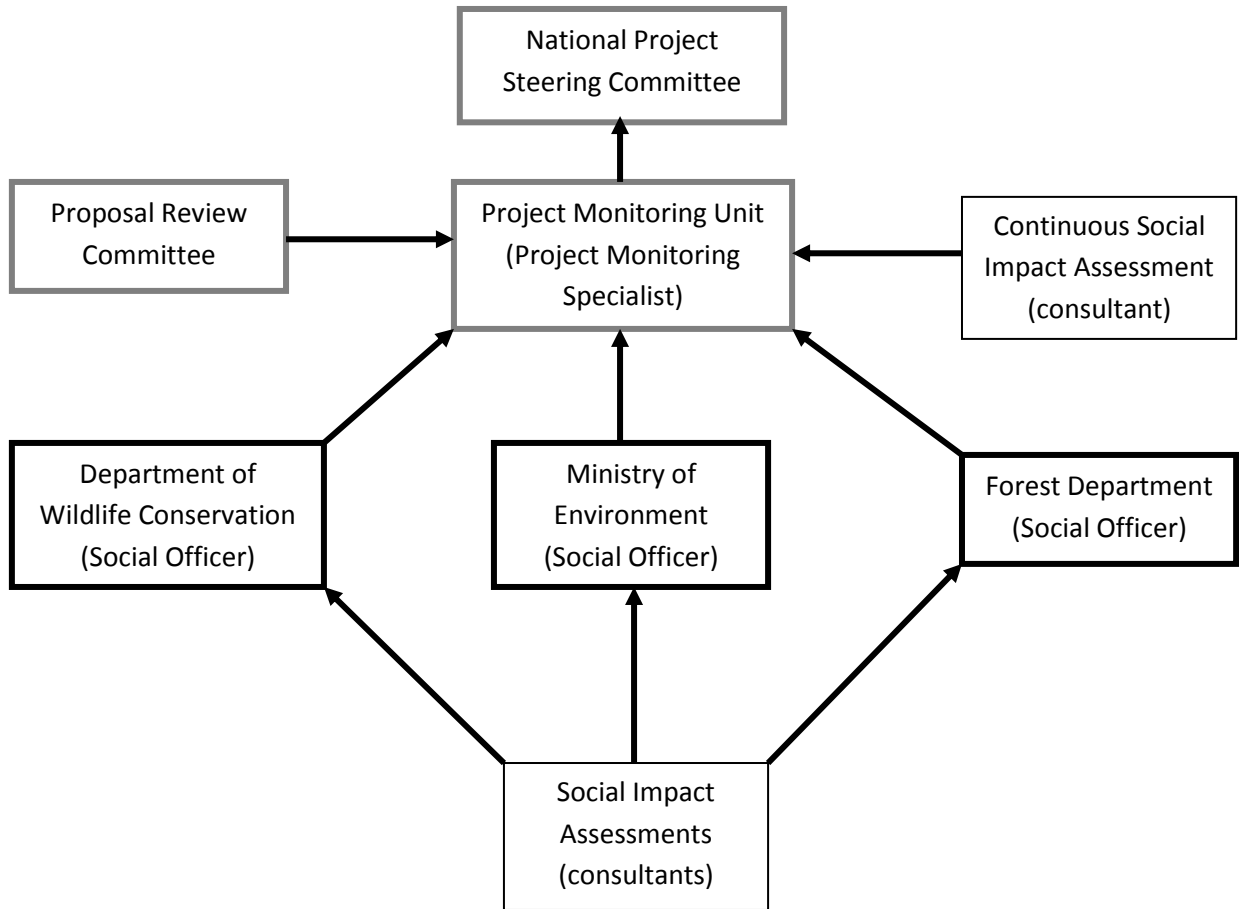 National Project
Steering Committee
Proposal Review
Committee
Project Monitoring Unit
(Project Monitoring
Specialist)
Continuous Social
Impact Assessment
(consultant)
Department of
Wildlife Conservation
(Social Officer)
Ministry of
Environment
(Social Officer)
Forest Department
(Social Officer)
Social Impact
Assessments
(consultants)